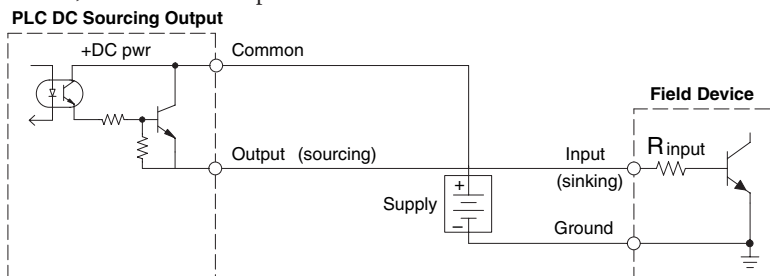 PLC DC Sourcing Output
+DC pwr
Common
Field Device
Output (sourcing)
Input
(sinking)
R input
+
Supply
–
Ground